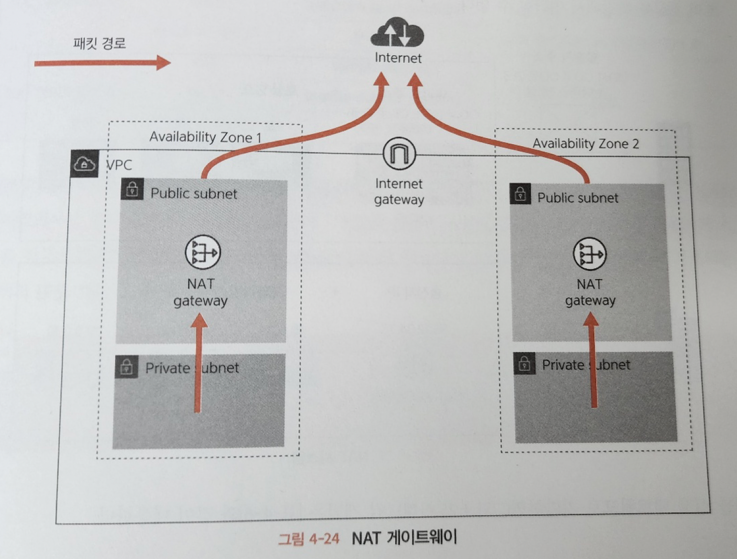 패킷 경로
Internet
Availability Zone 1
Availability Zone 2
VPC
Internet
gateway
Public subnet
NAT
gateway
Private subnet
Public subnet
NAT
gateway
Private subnet
그림 4-24 NAT 게이트웨이